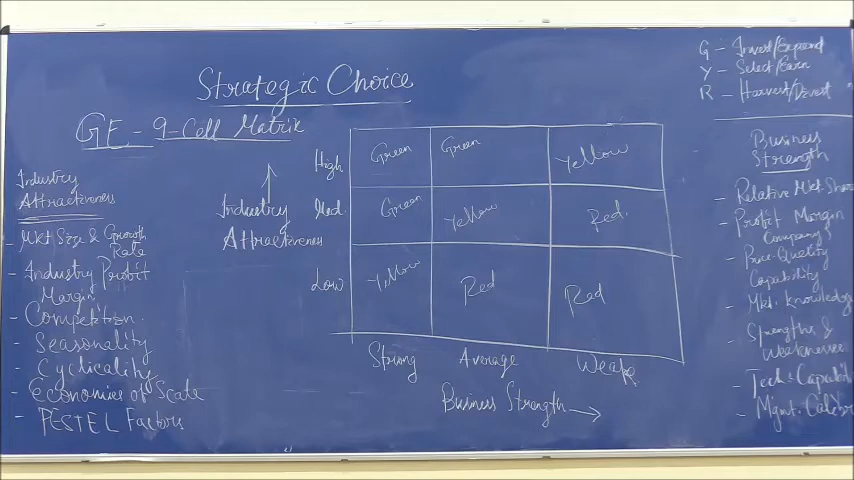 Strategic Choice
GE - 9-Cell Matrix
Industry
Attractiveness
- Mkt Size & Growth
Rate
- Industry Profit
Margin
- Competition
- Seasonality
- Cyclicality
- Economies of Scale
- PESTEL Factors
Industry
Attractiveness
High
Med.
Low
Green Green Yellow
Green Yellow Red.
Yellow Red Red
Strong Average Weake
Business Strength →
G - Invest/Expand
Y - Select/Earn
R - Harvest/Divest
Business
Strength
- Relative Mkt. Share
- Profit Margin
Company's
- Price-Quality
Capability
- Mkt. Knowledge
- Strengths &
Weaknesses
- Tech. Capabil
- Mgmt.